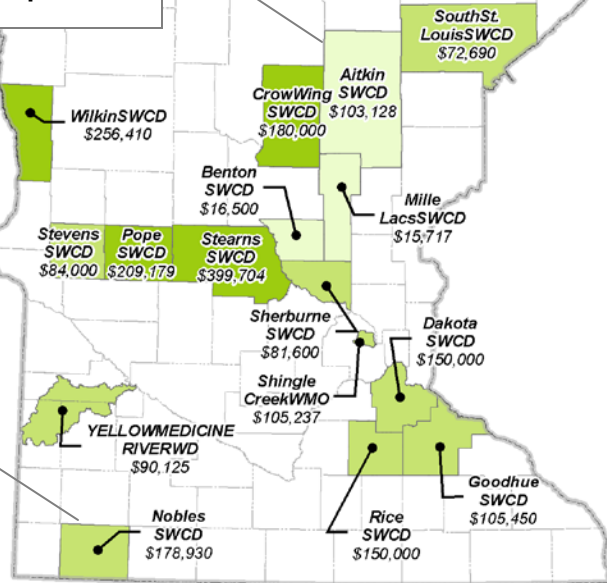 SouthSt.
LouisSWCD
$72,690
Aitkin
SWCD
$103,128
CrowWing
SWCD
$180,000
WilkinSWCD
$256,410
Benton
SWCD
$16,500
Mille
LacsSWCD
$15,717
Stevens
SWCD
$84,000
Pope
SWCD
$209,179
Stearns
SWCD
$399,704
Sherburne
SWCD
$81,600
Dakota
SWCD
$150,000
Shingle
CreekWMO
$105,237
YELLOWMEDICINE
RIVERWD
$90,125
Goodhue
SWCD
$105,450
Nobles
SWCD
$178,930
Rice
SWCD
$150,000